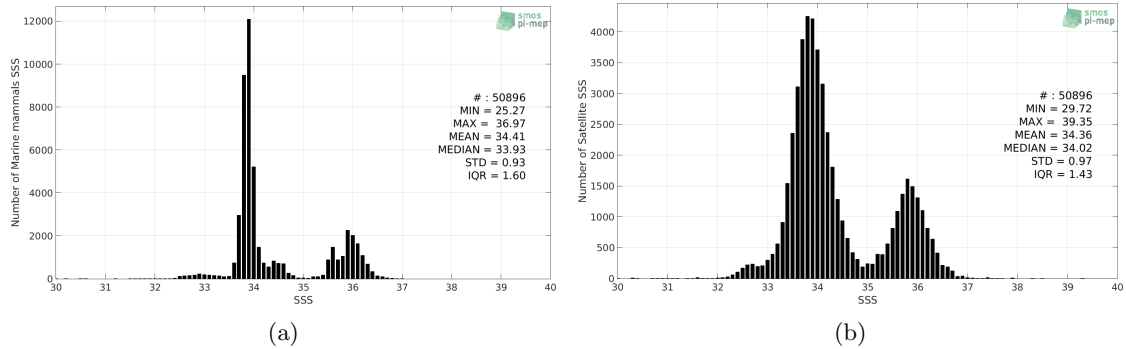 smos
pi-mep
12000
10000
8000
6000
4000
2000
0
Number of Marine mammals SSS
# : 50896
MIN = 25.27
MAX = 36.97
MEAN = 34.41
MEDIAN = 33.93
STD = 0.93
IQR = 1.60
30 31 32 33 34 35 36 37 38 39 40
SSS
(a)
smos
pi-mep
4000
3500
3000
2500
2000
1500
1000
500
0
Number of Satellite SSS
# : 50896
MIN = 29.72
MAX = 39.35
MEAN = 34.36
MEDIAN = 34.02
STD = 0.97
IQR = 1.43
30 31 32 33 34 35 36 37 38 39 40
SSS
(b)